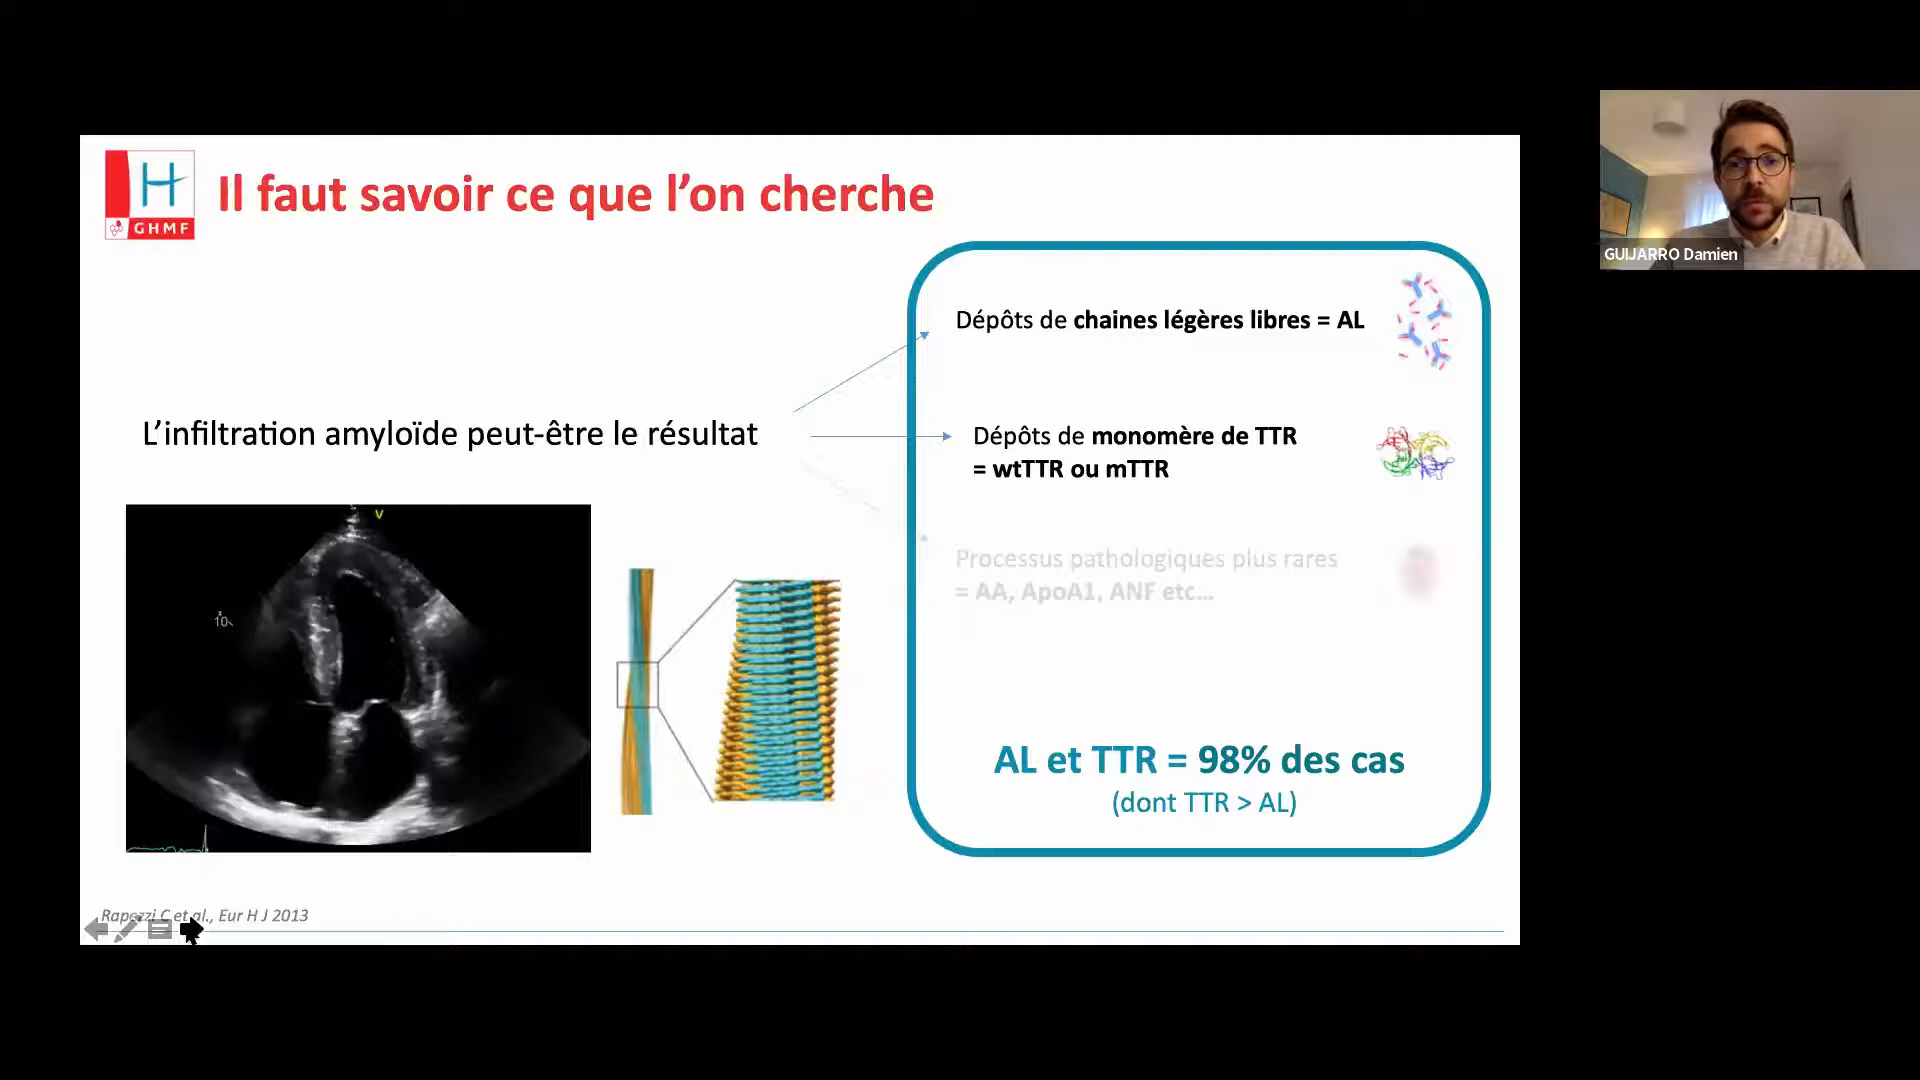 H
GHMF
Il faut savoir ce que l’on cherche
GUIJARRO Damien
Dépôts de chaines légères libres = AL
L’infiltration amyloïde peut-être le résultat
Dépôts de monomère de TTR
= wtTTR ou mTTR
Processus pathologiques plus rares
= AA, ApoA1, ANF etc...
V
10
AL et TTR = 98% des cas
(dont TTR > AL)
Rapezzi C et al., Eur H J 2013